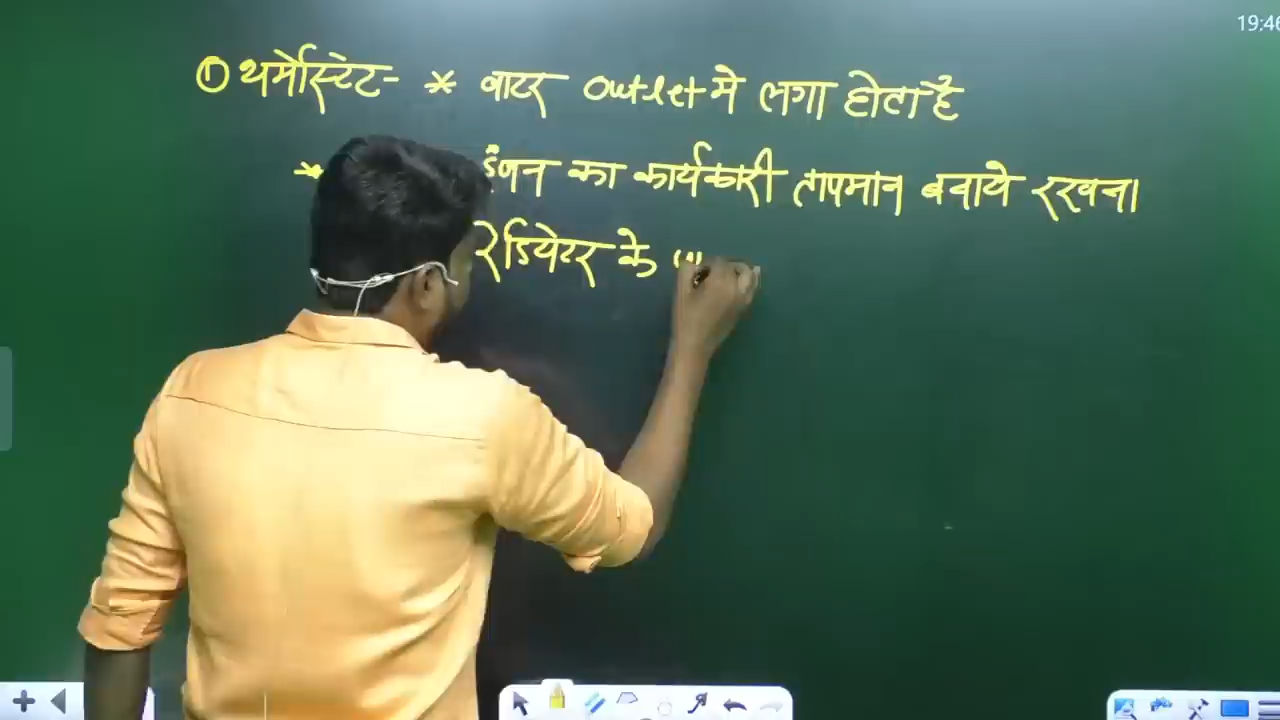 19:46
① थर्मोस्टेट- * वाटर outlet में लगा होता है
* इंजन का कार्यकारी तापमान बनाये रखना
रेडियेटर के